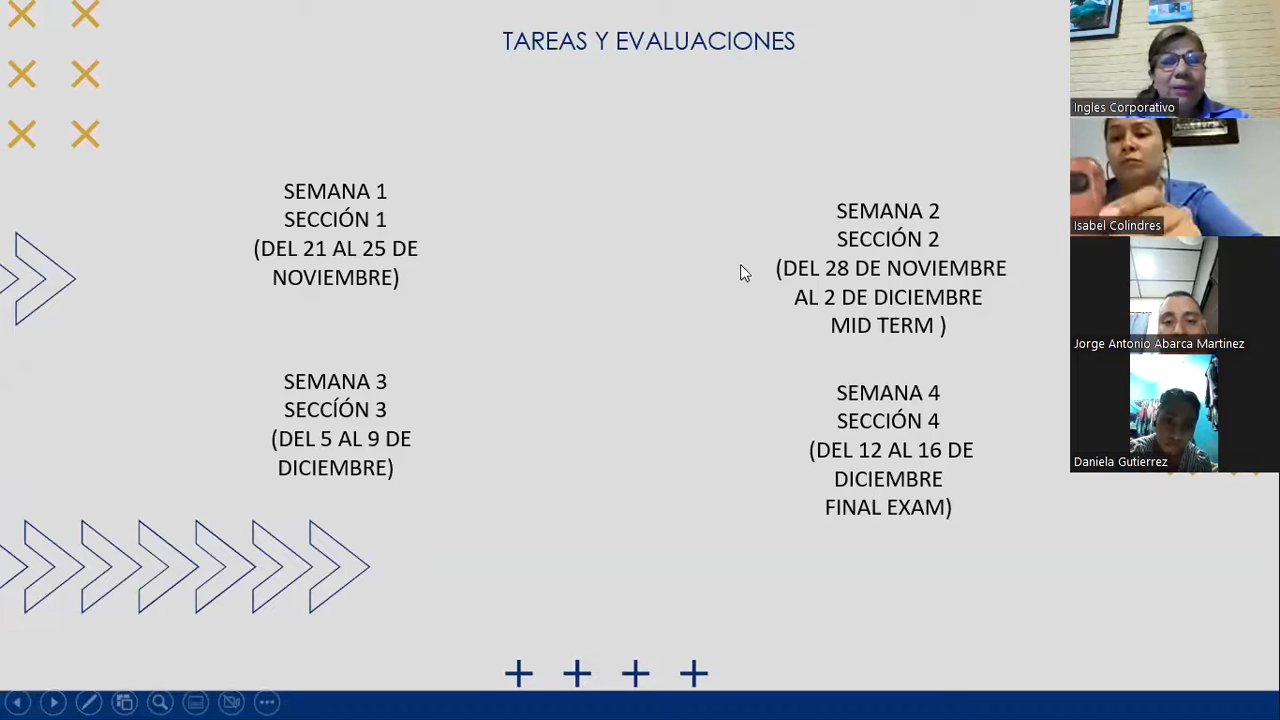 TAREAS Y EVALUACIONES
SEMANA 1
SECCIÓN 1
(DEL 21 AL 25 DE
NOVIEMBRE)
SEMANA 2
SECCIÓN 2
(DEL 28 DE NOVIEMBRE
AL 2 DE DICIEMBRE
MID TERM )
SEMANA 3
SECCÍÓN 3
(DEL 5 AL 9 DE
DICIEMBRE)
SEMANA 4
SECCIÓN 4
(DEL 12 AL 16 DE
DICIEMBRE
FINAL EXAM)
Ingles Corporativo
Isabel Colindres
Jorge Antonio Abarca Martinez
Daniela Gutierrez